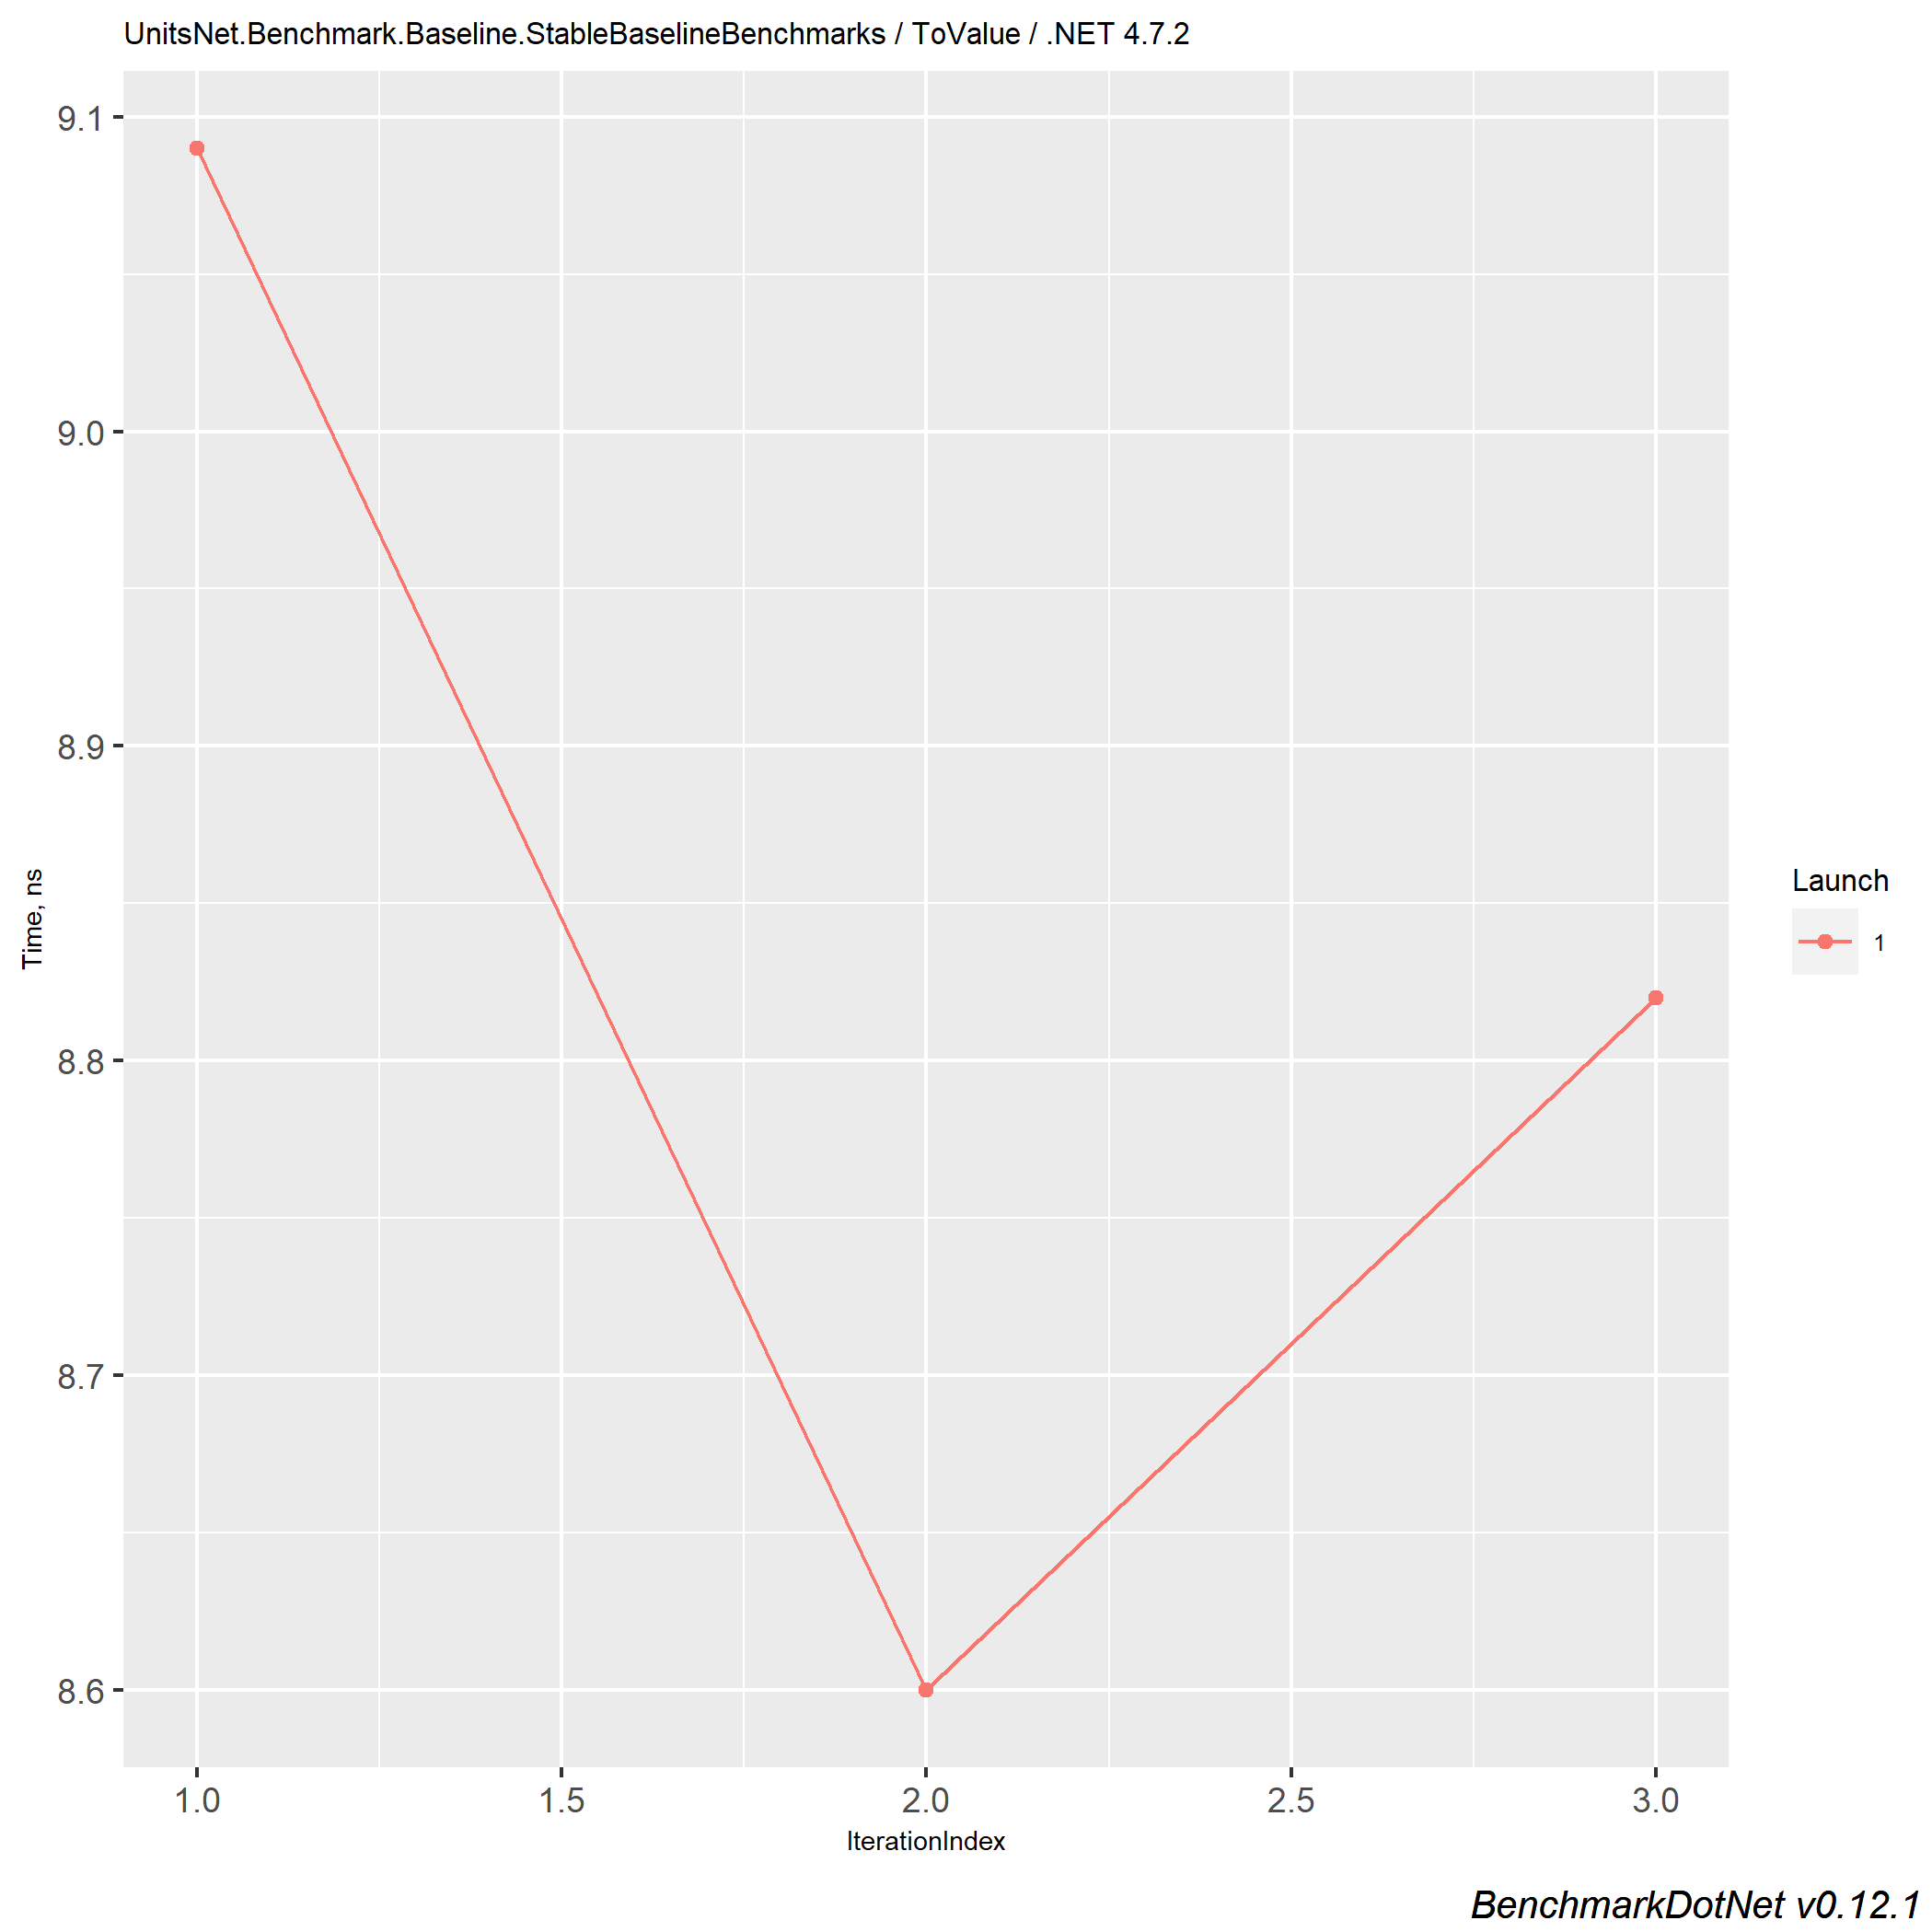 UnitsNet.Benchmark.Baseline.StableBaselineBenchmarks / ToValue / .NET 4.7.2
9.1
9.0
8.9
8.8
8.7
8.6
Time, ns
1.0 1.5 2.0 2.5 3.0
IterationIndex
Launch
1
BenchmarkDotNet v0.12.1